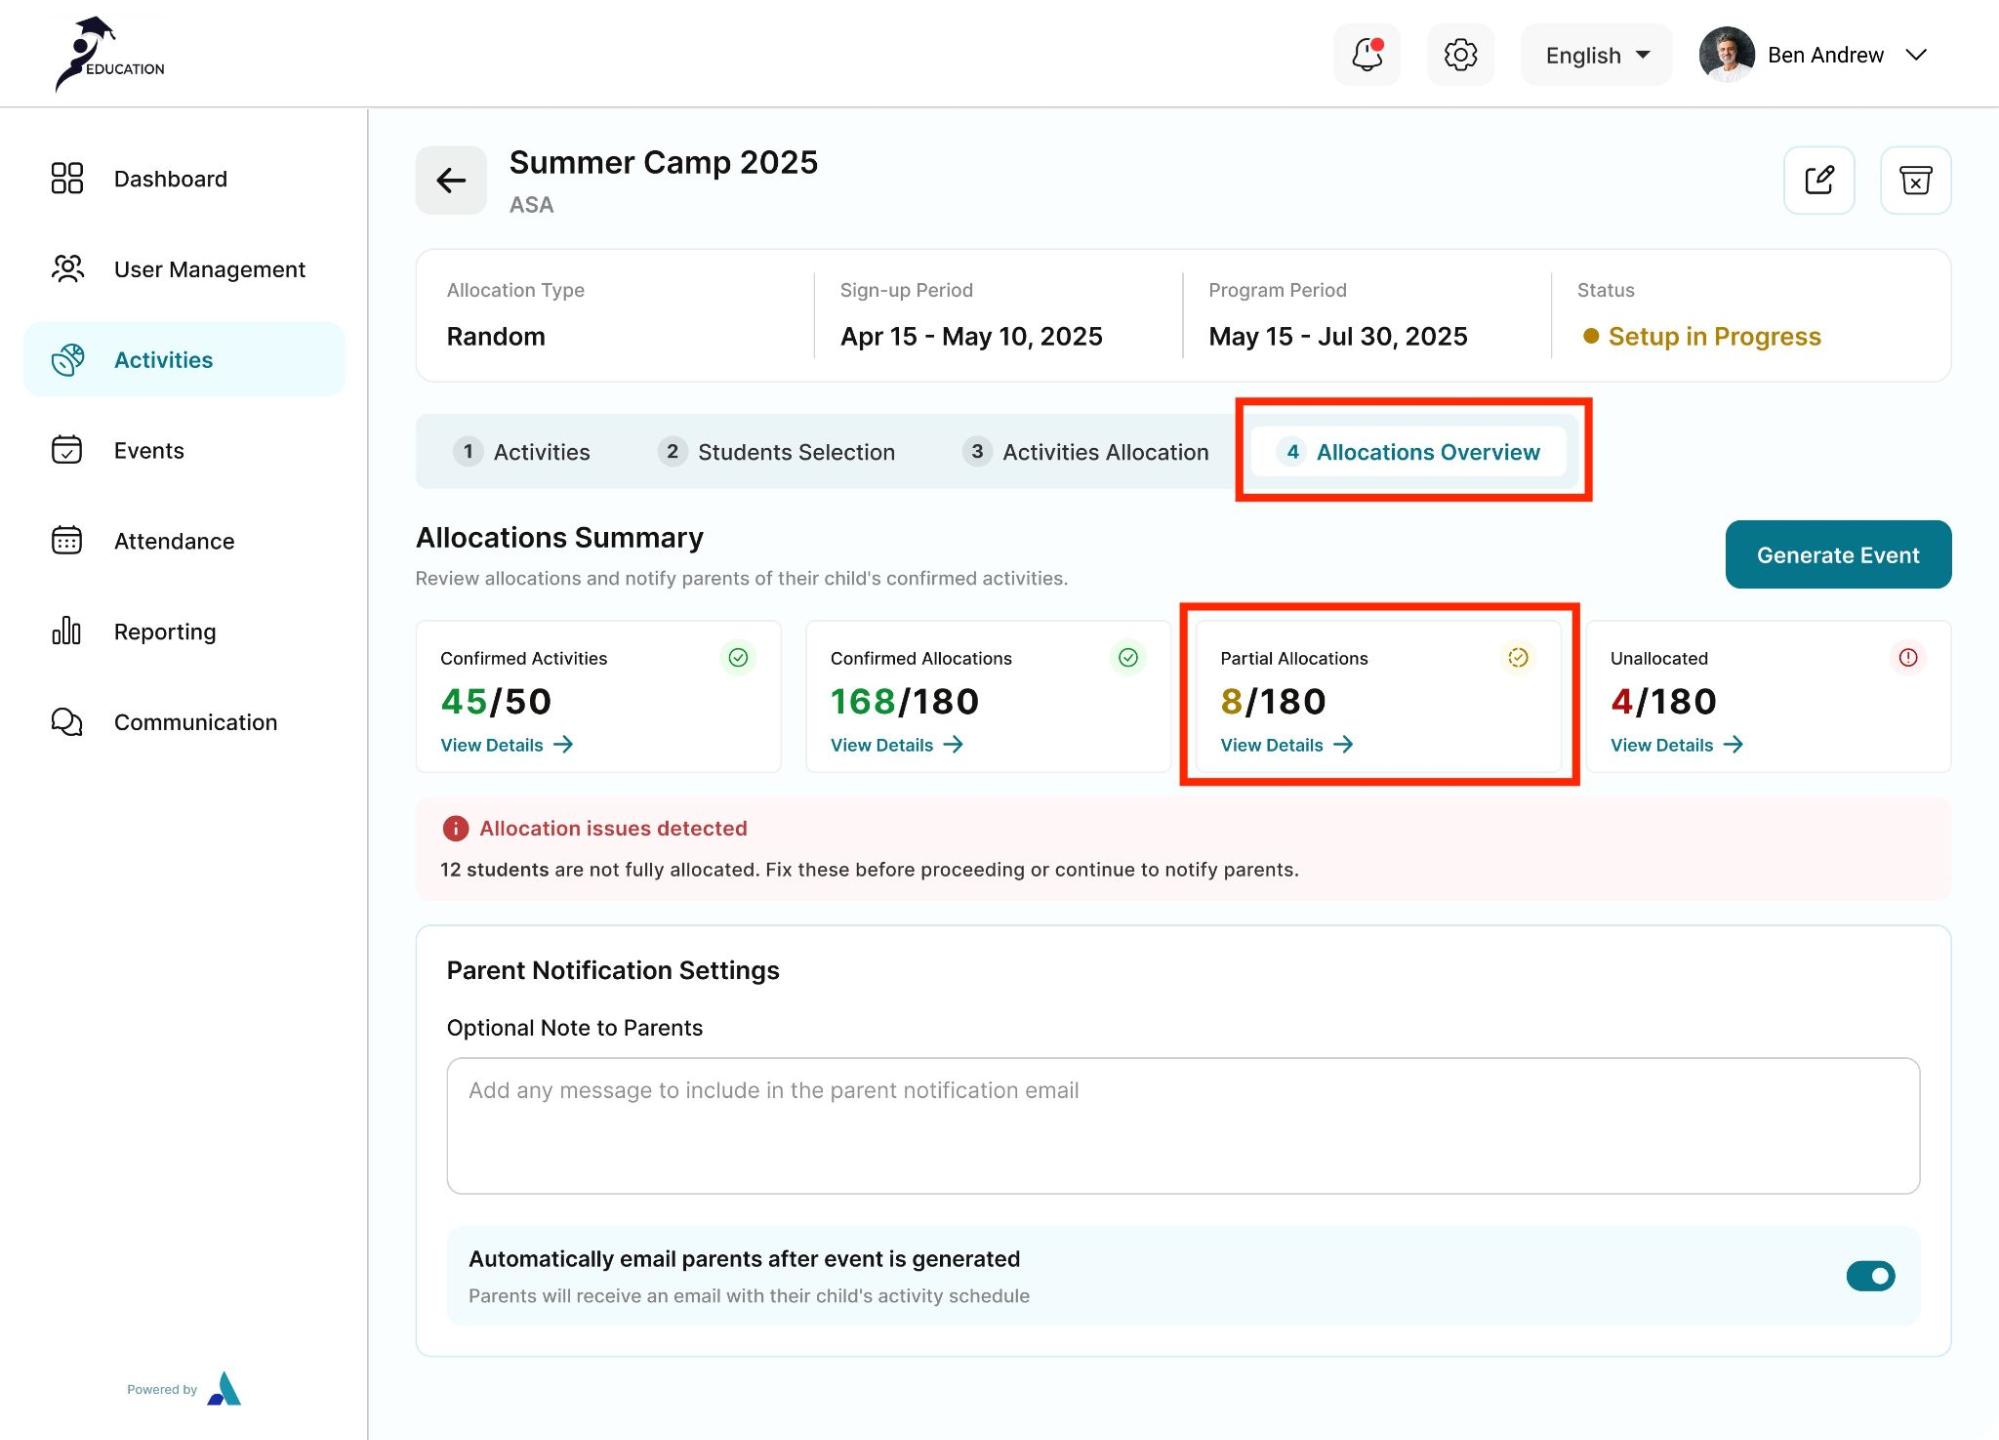 EDUCATION
English
Ben Andrew
Dashboard
User Management
Activities
Events
Attendance
Reporting
Communication
Powered by
Summer Camp 2025
ASA
Allocation Type
Random
Sign-up Period
Apr 15 - May 10, 2025
Program Period
May 15 - Jul 30, 2025
Status
Setup in Progress
1 Activities
2 Students Selection
3 Activities Allocation
4 Allocations Overview
Allocations Summary
Review allocations and notify parents of their child's confirmed activities.
Generate Event
Confirmed Activities
45/50
View Details
Confirmed Allocations
168/180
View Details
Partial Allocations
8/180
View Details
Unallocated
4/180
View Details
Allocation issues detected
12 students are not fully allocated. Fix these before proceeding or continue to notify parents.
Parent Notification Settings
Optional Note to Parents
Add any message to include in the parent notification email
Automatically email parents after event is generated
Parents will receive an email with their child's activity schedule